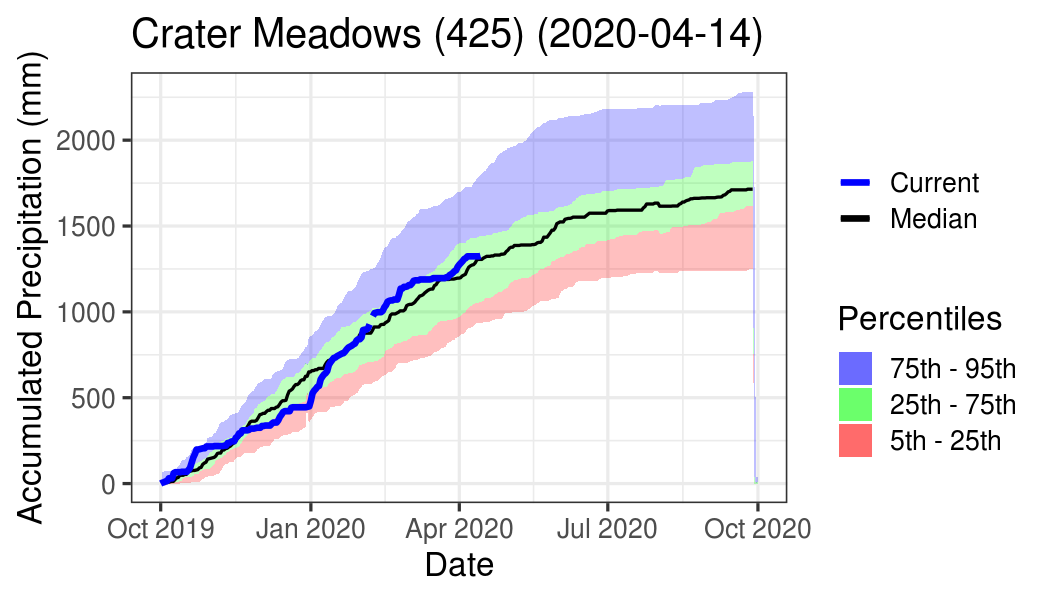 Crater Meadows (425) (2020-04-14)
Accumulated Precipitation (mm)
2000
1500
1000
500
0
Oct 2019
Jan 2020
Apr 2020
Jul 2020
Oct 2020
Date
Current
Median
Percentiles
75th - 95th
25th - 75th
5th - 25th